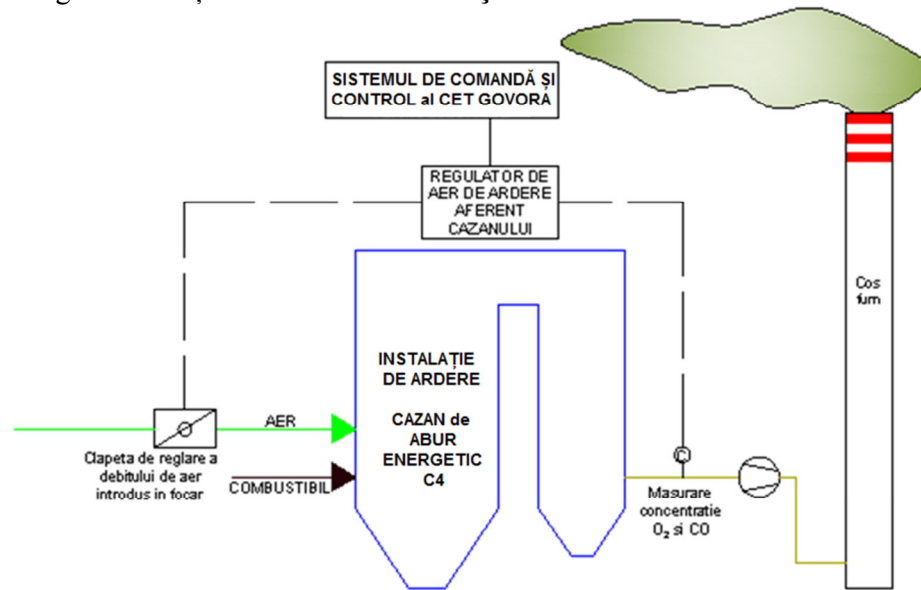 SISTEMUL DE COMANDĂ ȘI
CONTROL al CET GOVORA
REGULATOR DE
AER DE ARDERE
AFERENT
CAZANULUI
Cos
fum
INSTALAȚIE
DE ARDERE
CAZAN de
ABUR
ENERGETIC
C4
AER
Clapeta de reglare a
debitului de aer
introdus in focar
COMBUSTIBIL
C
Masurare
concentratie
O₂ si CO